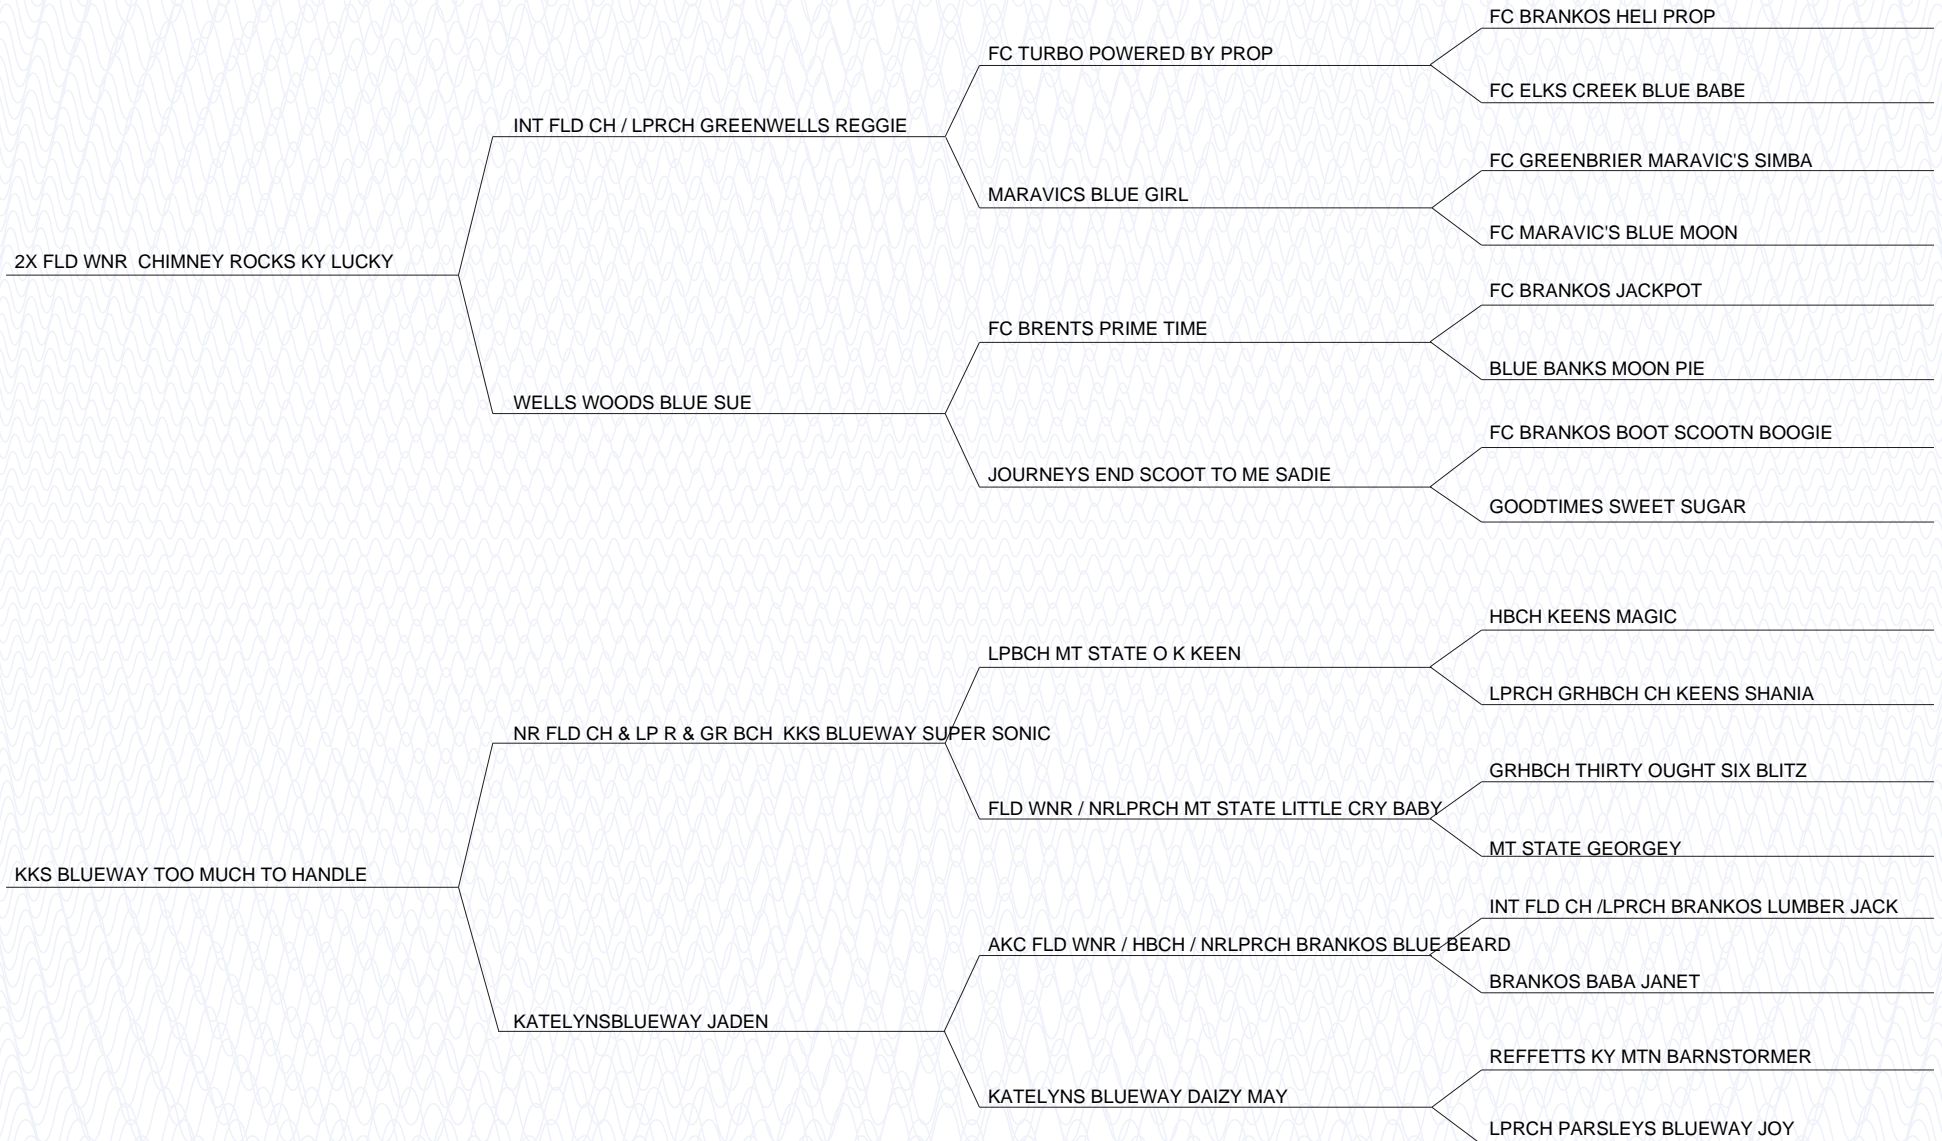 FC BRANKOS HELI PROP
FC TURBO POWERED BY PROP
FC ELKS CREEK BLUE BABE
INT FLD CH / LPRCH GREENWELLS REGGIE
FC GREENBRIER MARAVIC'S SIMBA
MARAVICS BLUE GIRL
FC MARAVIC'S BLUE MOON
2X FLD WNR  CHIMNEY ROCKS KY LUCKY
FC BRANKOS JACKPOT
FC BRENTS PRIME TIME
BLUE BANKS MOON PIE
WELLS WOODS BLUE SUE
FC BRANKOS BOOT SCOOTN BOOGIE
JOURNEYS END SCOOT TO ME SADIE
GOODTIMES SWEET SUGAR
HBCH KEENS MAGIC
LPBCH MT STATE O K KEEN
LPRCH GRHBCH CH KEENS SHANIA
NR FLD CH & LP R & GR BCH  KKS BLUEWAY SUPER SONIC
GRHBCH THIRTY OUGHT SIX BLITZ
FLD WNR / NRLPRCH MT STATE LITTLE CRY BABY
MT STATE GEORGEY
KKS BLUEWAY TOO MUCH TO HANDLE
INT FLD CH /LPRCH BRANKOS LUMBER JACK
AKC FLD WNR / HBCH / NRLPRCH BRANKOS BLUE BEARD
BRANKOS BABA JANET
KATELYNSBLUEWAY JADEN
REFFETTS KY MTN BARNSTORMER
KATELYNS BLUEWAY DAIZY MAY
LPRCH PARSLEYS BLUEWAY JOY